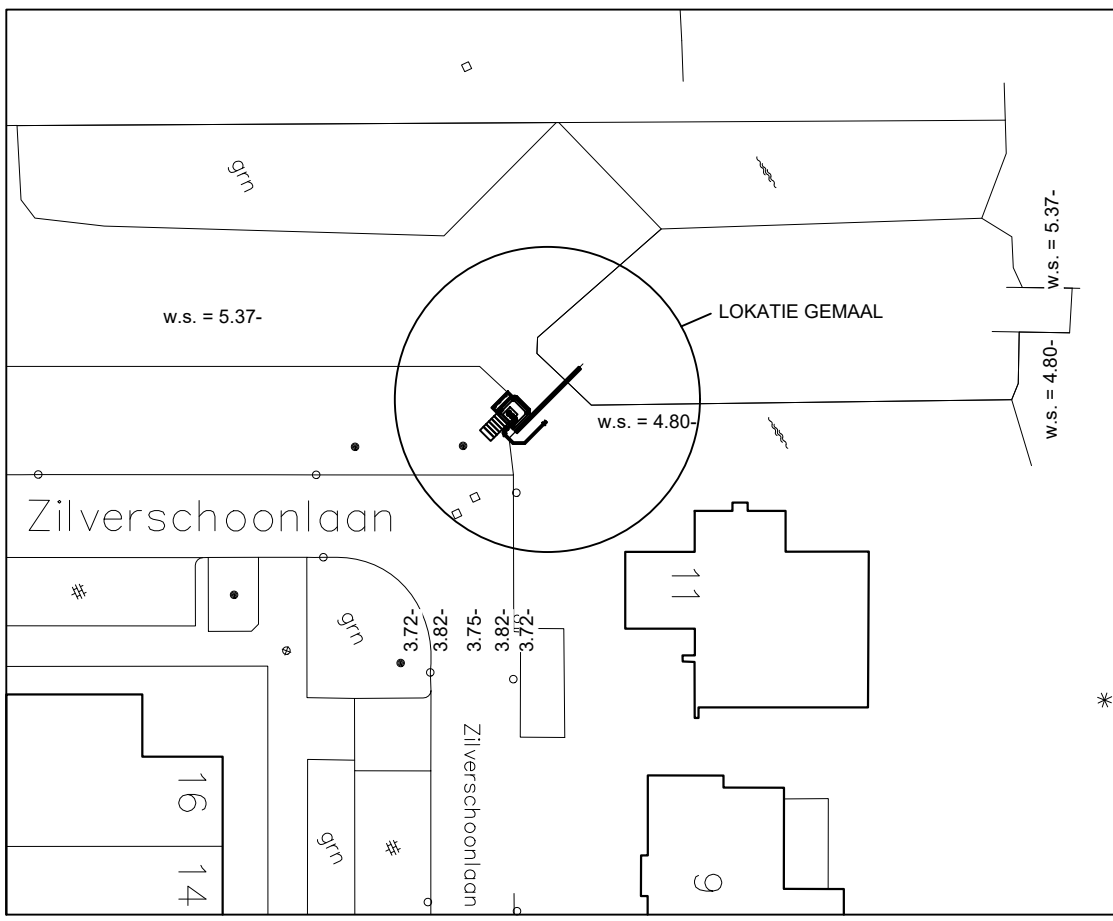 grn
w.s. = 5.37-
w.s. = 5.37-
LOKATIE GEMAAL
w.s. = 4.80-
w.s. = 4.80-
Zilverschoonlaan
11
grn
3.72-
3.82-
3.75-
3.82-
3.72-
Zilverschoonlaan
16
14
grn
9